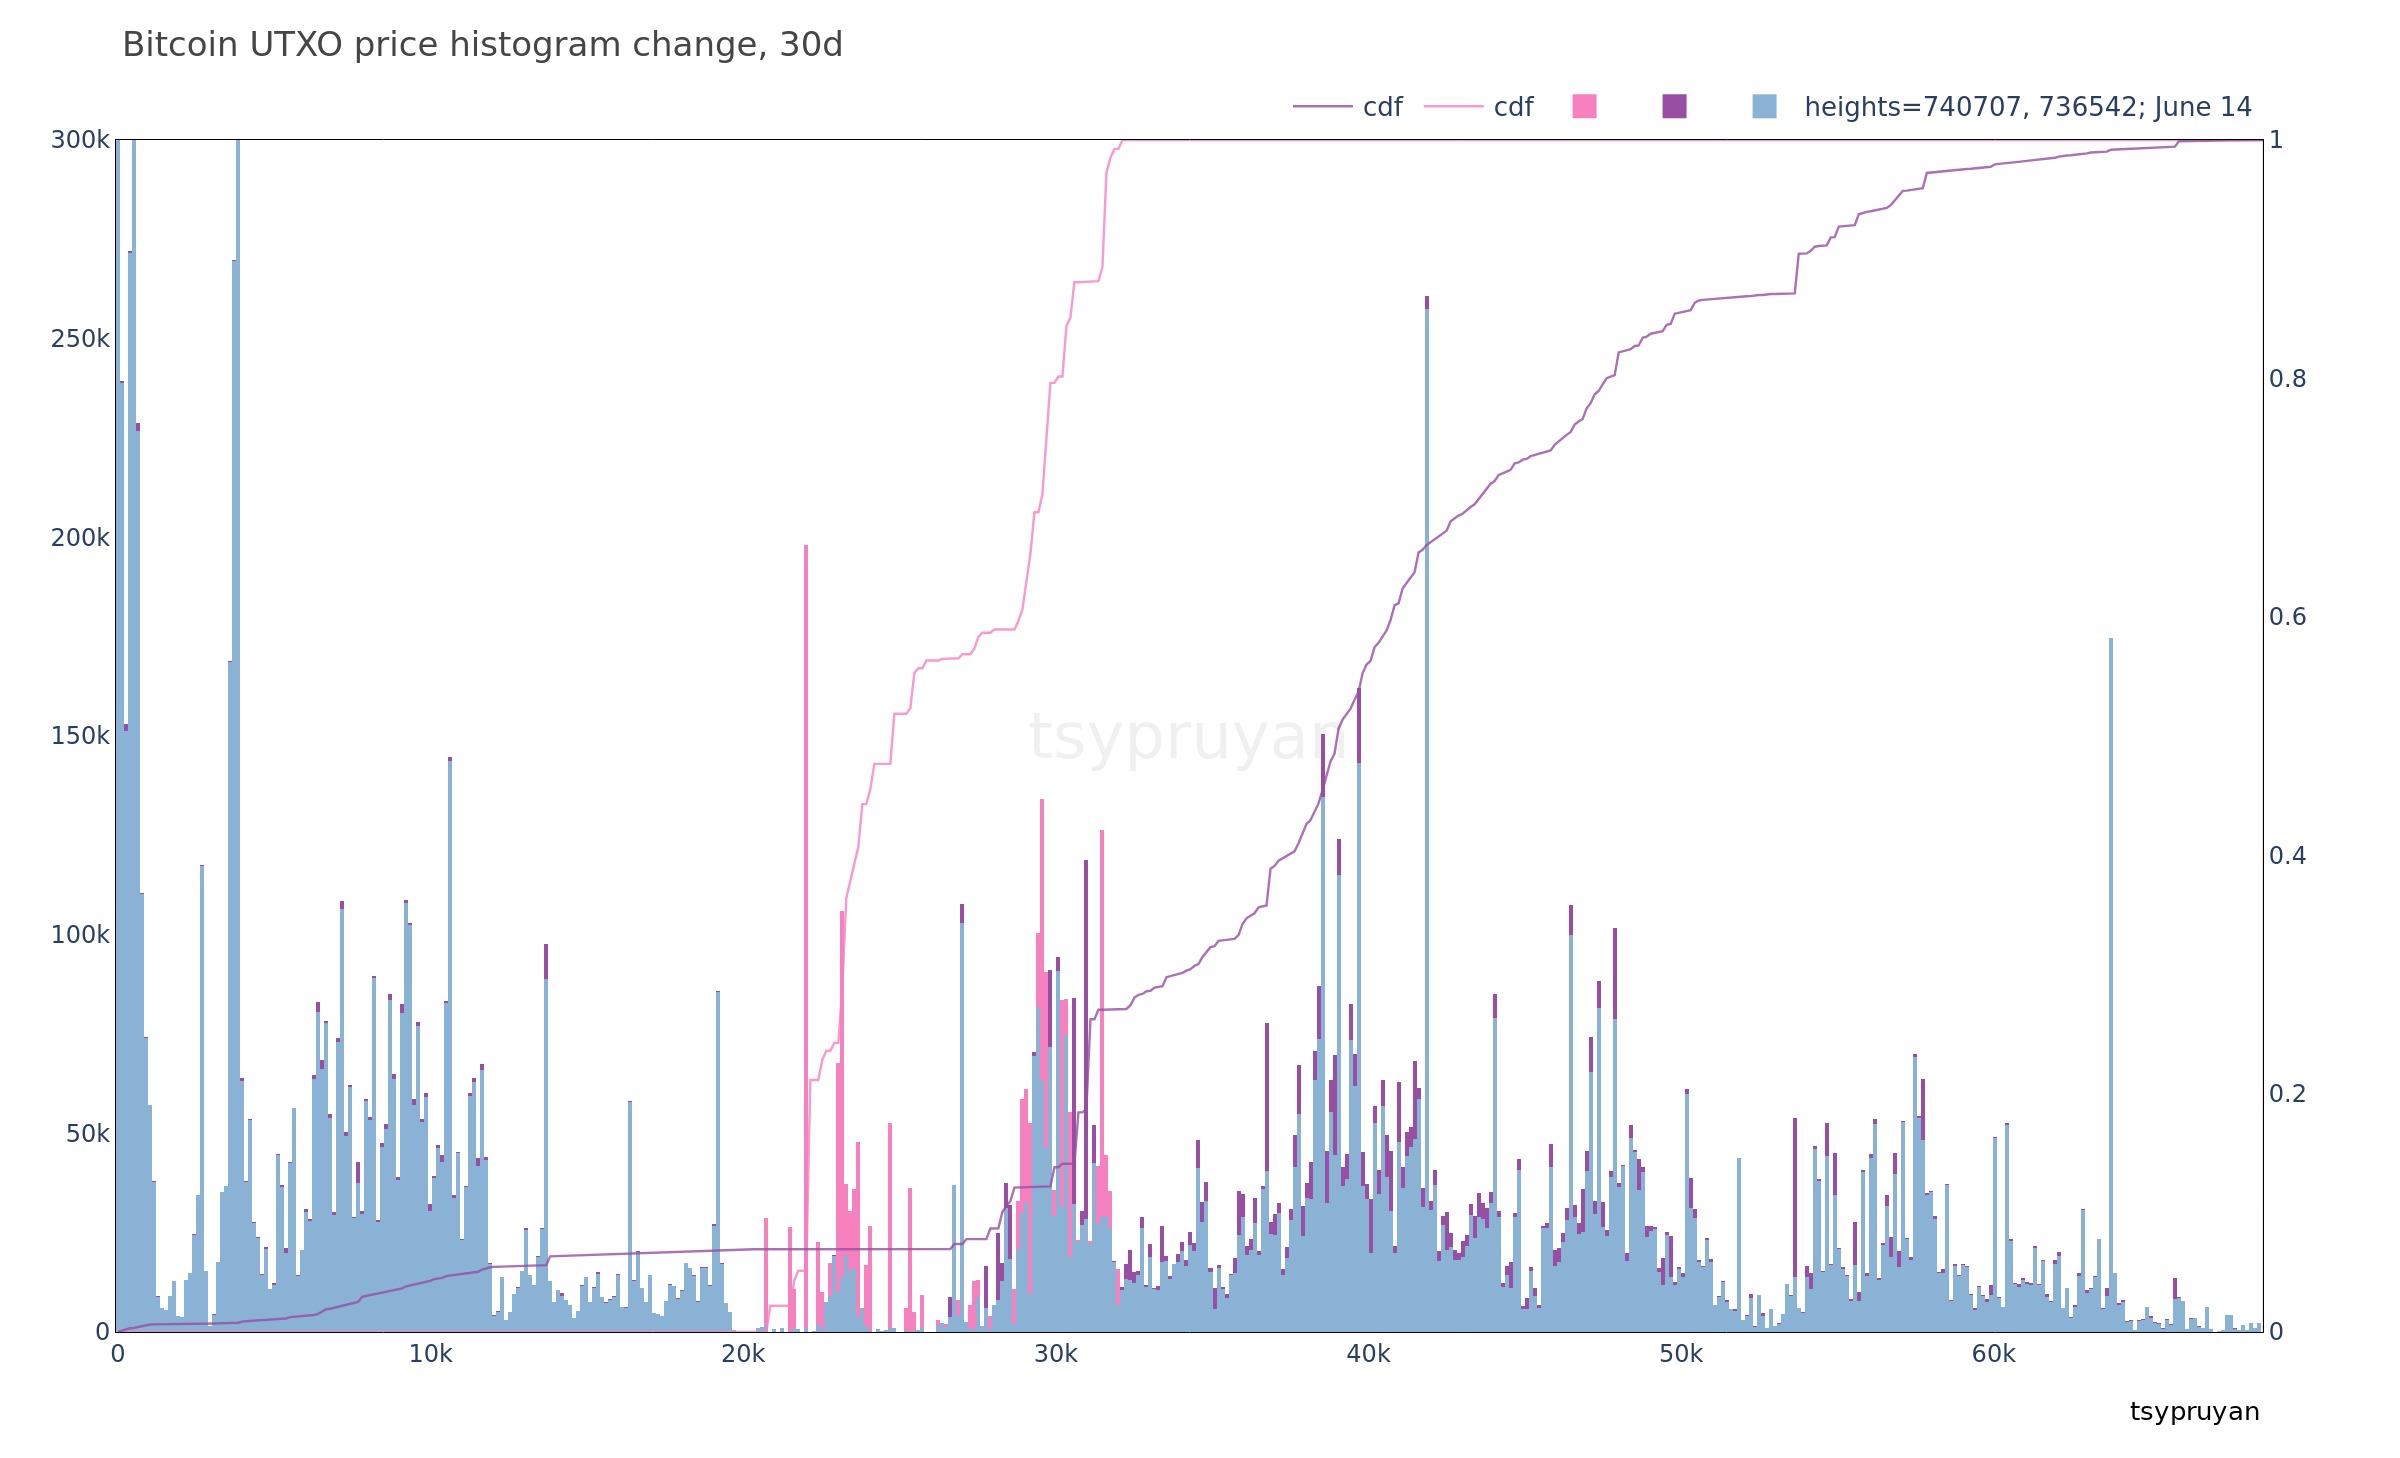 Bitcoin UTXO price histogram change, 30d
cdf cdf heights=740707, 736542; June 14
300k
250k
200k
150k
100k
50k
0
1
0.8
0.6
0.4
0.2
0
tsypruyan
0 10k 20k 30k 40k 50k 60k
tsypruyan